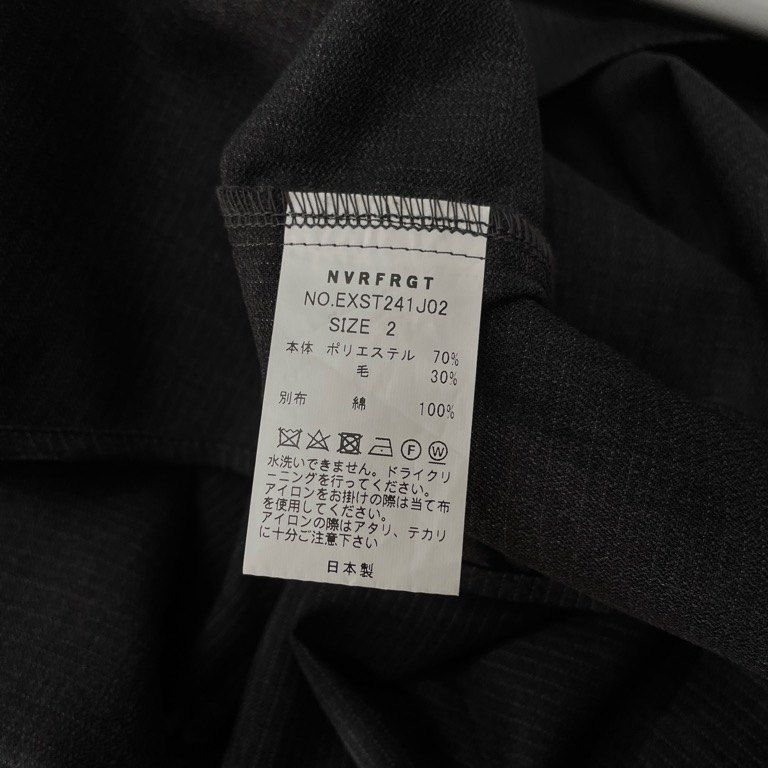 NVRFRGT
NO.EXST241J02
SIZE 2
本体 ポリエステル 70%
毛 30%
別布 綿 100%
F W
水洗いできません。ドライクリ
ーニングを行ってください。
アイロンをお掛けの際は当て布
を使用してください。
アイロンの際はアタリ、テカリ
に十分ご注意下さい
日本製